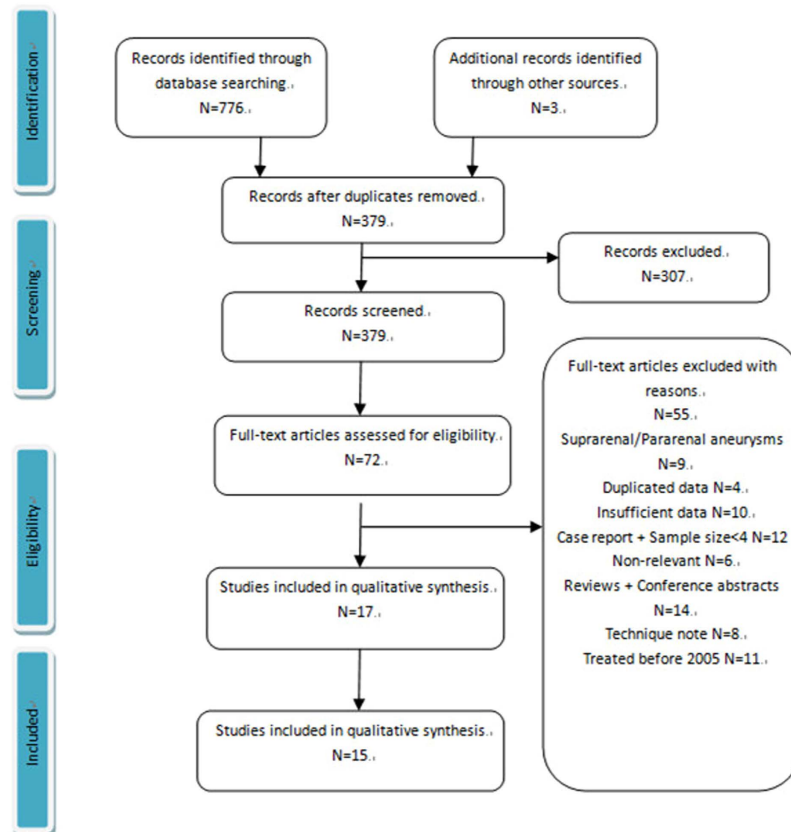 Identification
Records identified through
database searching.
N=776.
Additional records identified
through other sources.
N=3.
Records after duplicates removed.
N=379.
Screening
Records excluded.
N=307.
Records screened.
N=379.
Full-text articles assessed for eligibility.
N=72.
Full-text articles excluded with
reasons.
N=55.
Suprarenal/Pararenal aneurysms
N=9.
Duplicated data N=4.
Insufficient data N=10.
Case report + Sample size<4 N=12
Non-relevant N=6.
Reviews + Conference abstracts
N=14.
Technique note N=8.
Treated before 2005 N=11.
Eligibility
Studies included in qualitative synthesis.
N=17.
Included
Studies included in qualitative synthesis.
N=15.